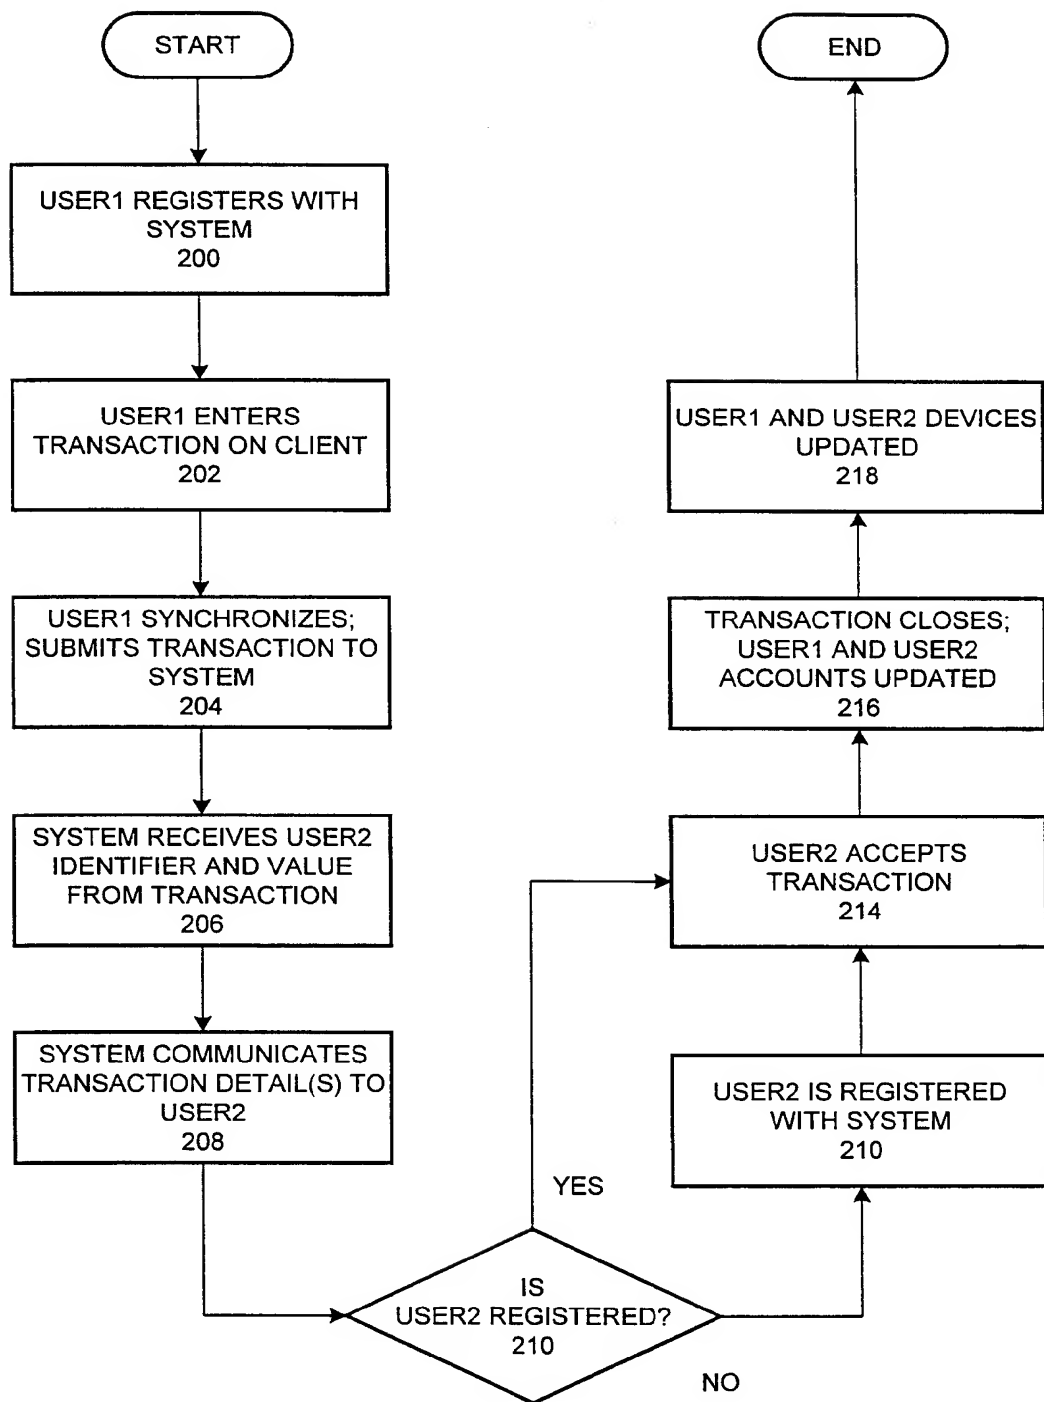 START
USER1 REGISTERS WITH
SYSTEM
200
USER1 ENTERS
TRANSACTION ON CLIENT
202
USER1 SYNCHRONIZES;
SUBMITS TRANSACTION TO
SYSTEM
204
SYSTEM RECEIVES USER2
IDENTIFIER AND VALUE
FROM TRANSACTION
206
SYSTEM COMMUNICATES
TRANSACTION DETAIL(S) TO
USER2
208
IS
USER2 REGISTERED?
210
YES
NO
USER2 IS REGISTERED
WITH SYSTEM
210
USER2 ACCEPTS
TRANSACTION
214
TRANSACTION CLOSES;
USER1 AND USER2
ACCOUNTS UPDATED
216
USER1 AND USER2 DEVICES
UPDATED
218
END